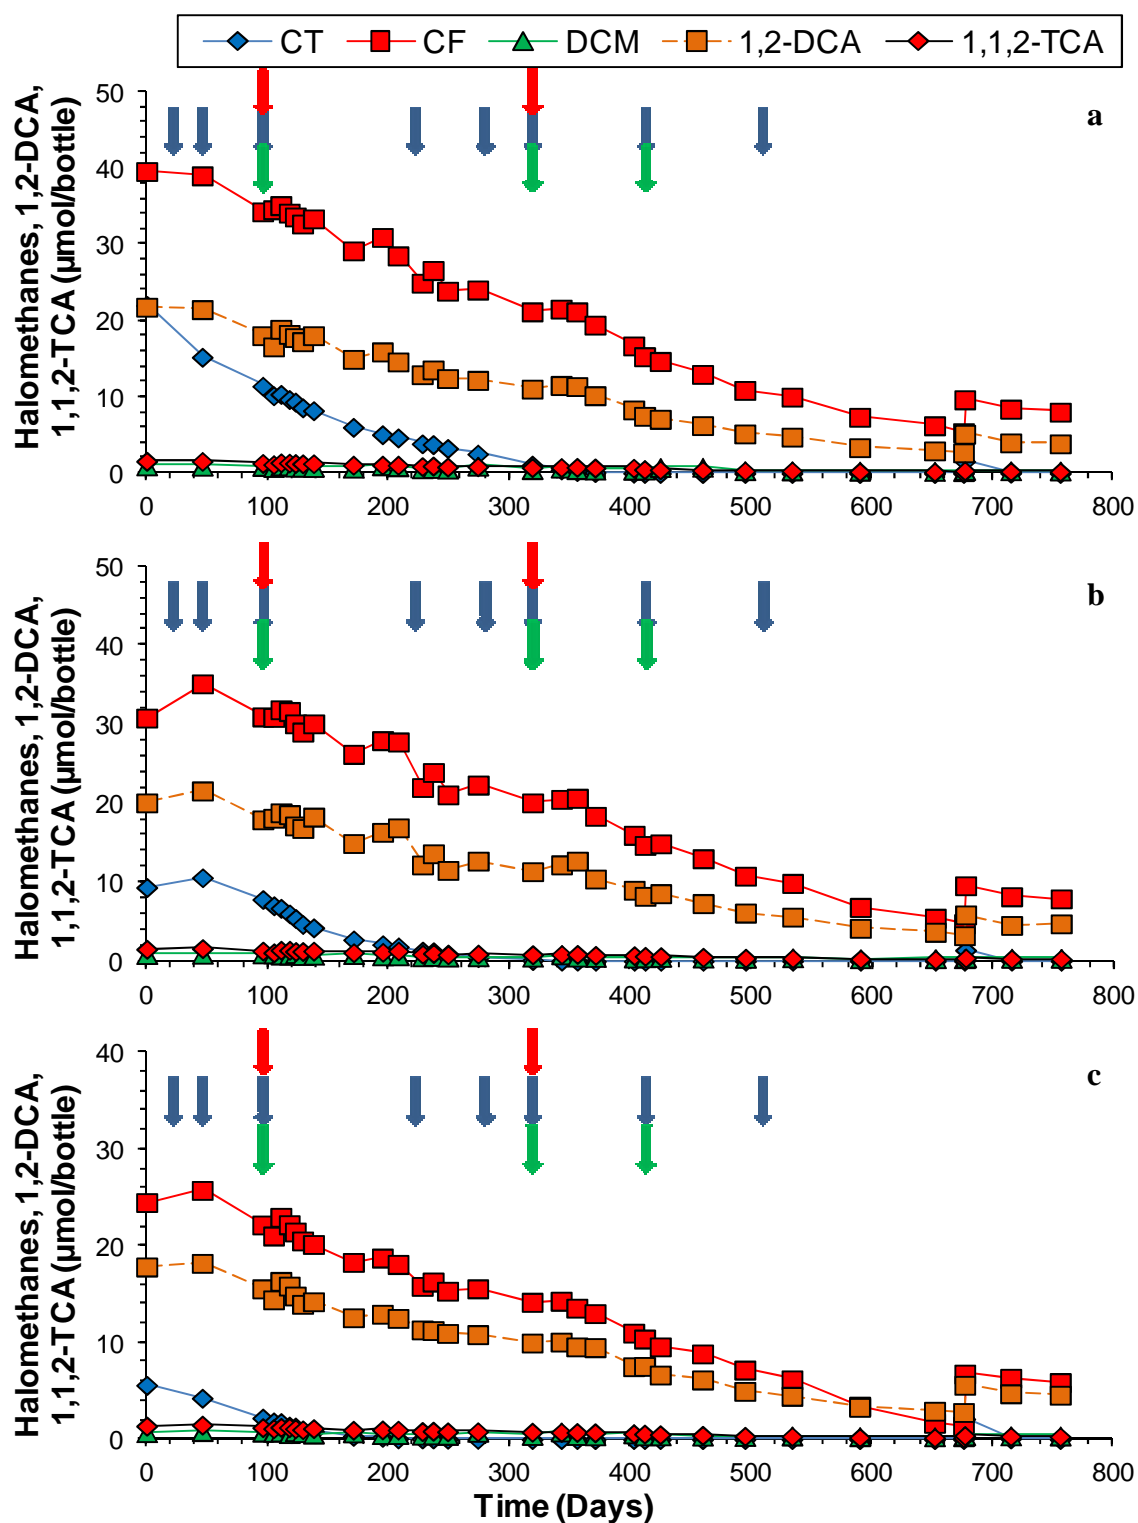 CT CF DCM 1,2-DCA 1,1,2-TCA
a
Halomethanes, 1,2-DCA,
1,1,2-TCA (µmol/bottle)
50
40
30
20
10
0
0 100 200 300 400 500 600 700 800
b
Halomethanes, 1,2-DCA,
1,1,2-TCA (µmol/bottle)
50
40
30
20
10
0
0 100 200 300 400 500 600 700 800
c
Halomethanes, 1,2-DCA,
1,1,2-TCA (µmol/bottle)
40
30
20
10
0
0 100 200 300 400 500 600 700 800
Time (Days)